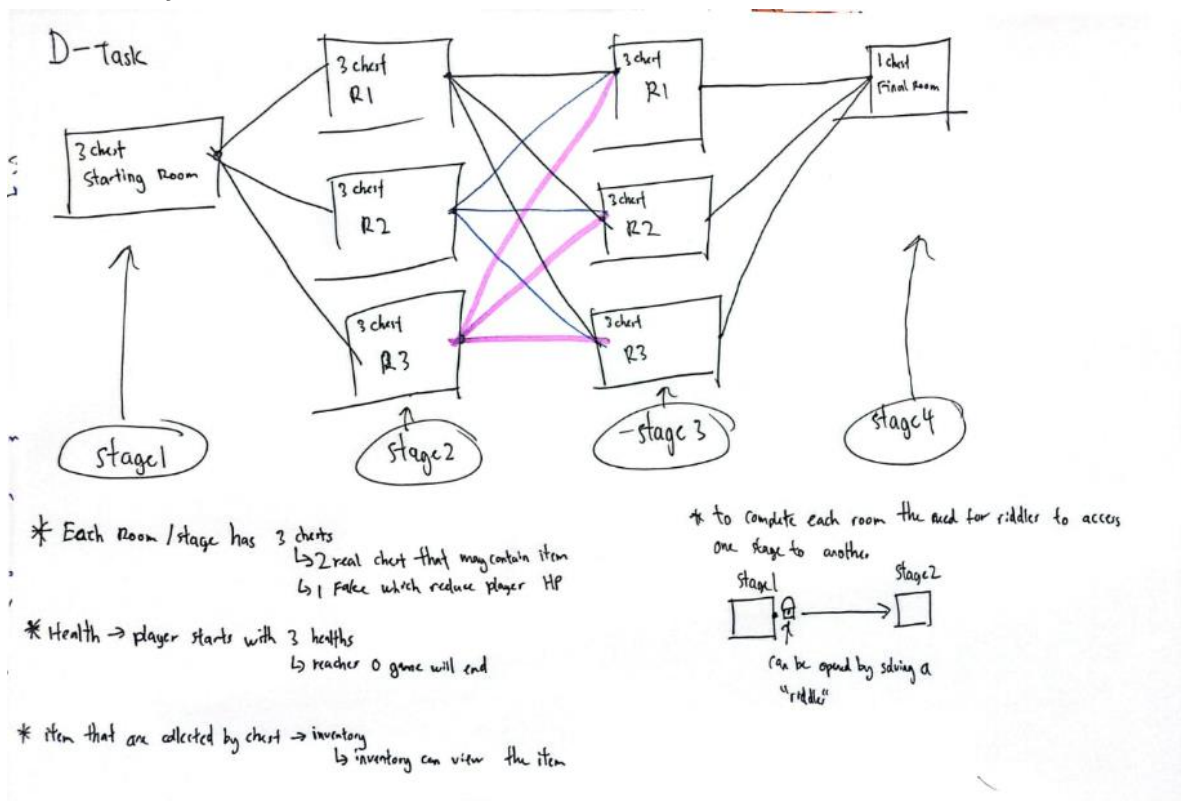 D-Task
3 chest
Starting Room
3 chest
R1
3 chest
R2
3 chest
R3
3 chest
R1
3 chest
R2
3 chest
R3
1 chest
Final Room
stage1
stage2
-stage 3
stage4
* Each Room / stage has 3 chests
↳ 2 real chest that may contain item
↳ 1 Fake which reduce player HP
* Health → player starts with 3 healths
↳ reaches 0 game will end
* item that are collected by chest → inventory
↳ inventory can view the item
* to complete each room the need for riddles to access
one stage to another
Stage1
Stage2
can be opend by solving a
"riddle"